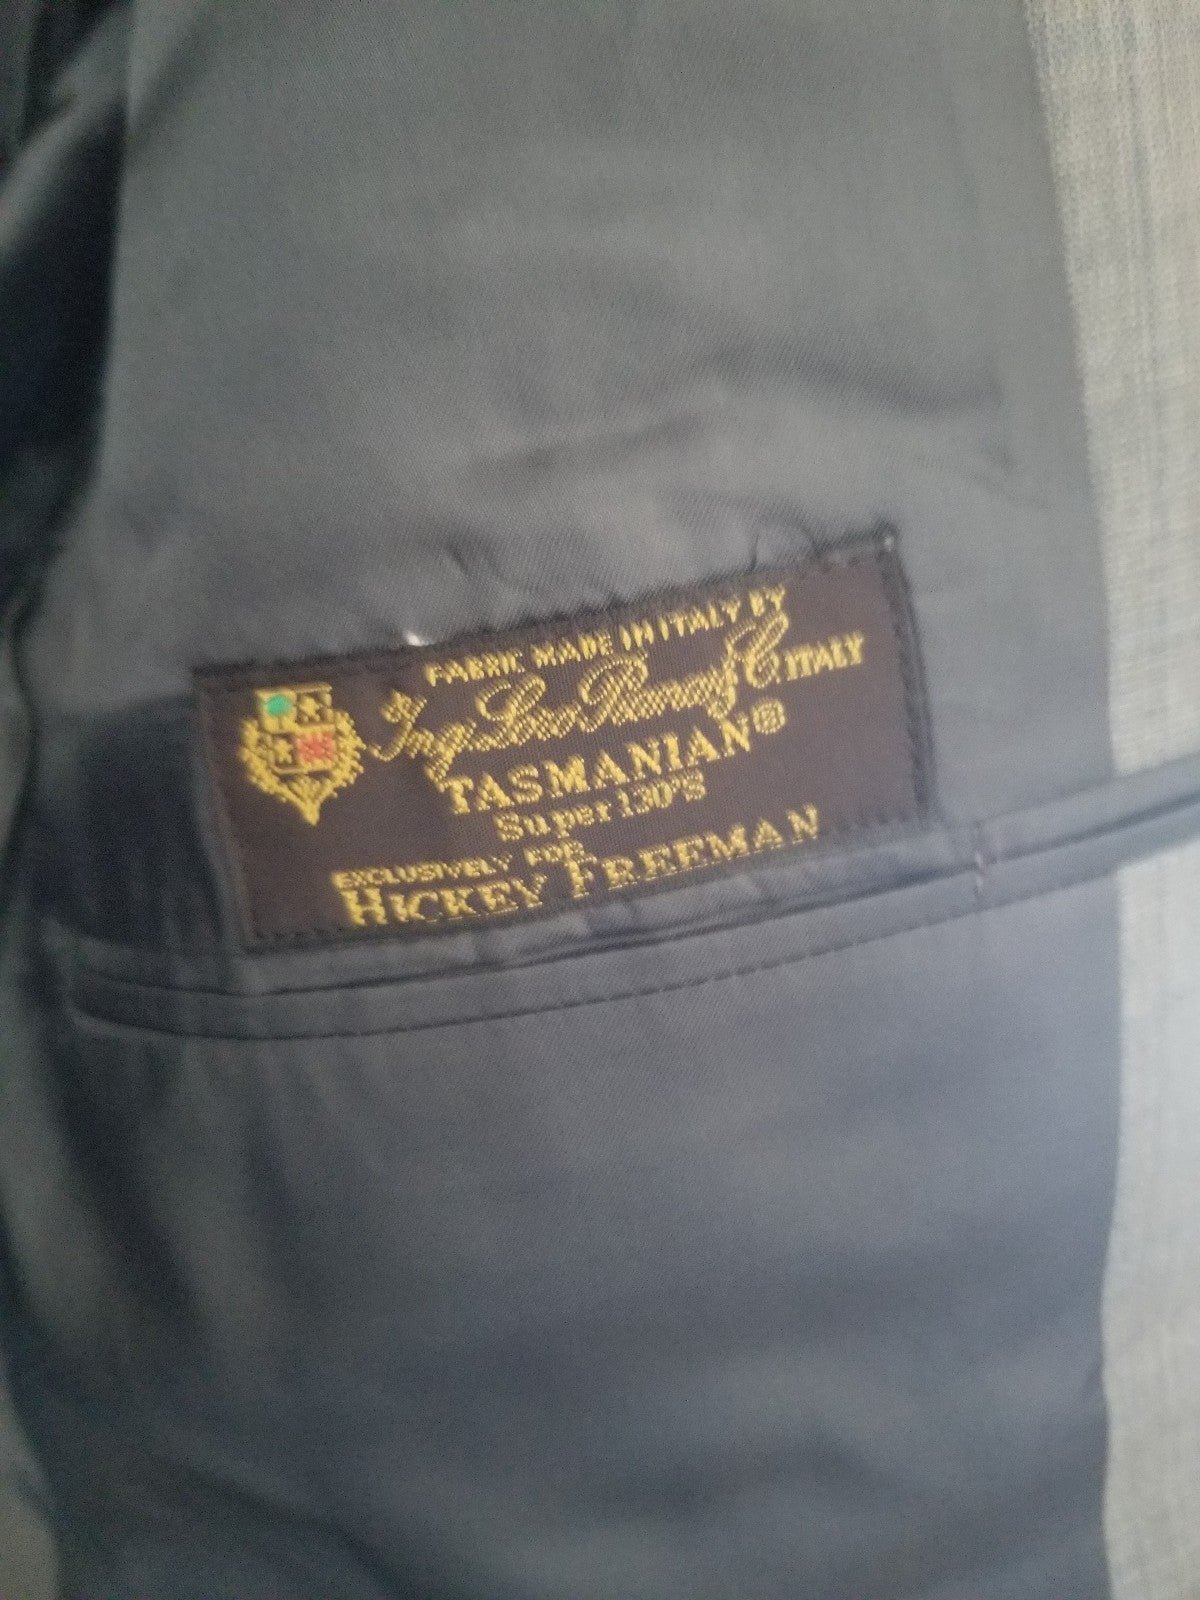 FABRIC MADE IN ITALY BY
Ing. Loro Piana & C. ITALY
TASMANIAN®
Super 130's
EXCLUSIVELY FOR
HICKEY FREEMAN